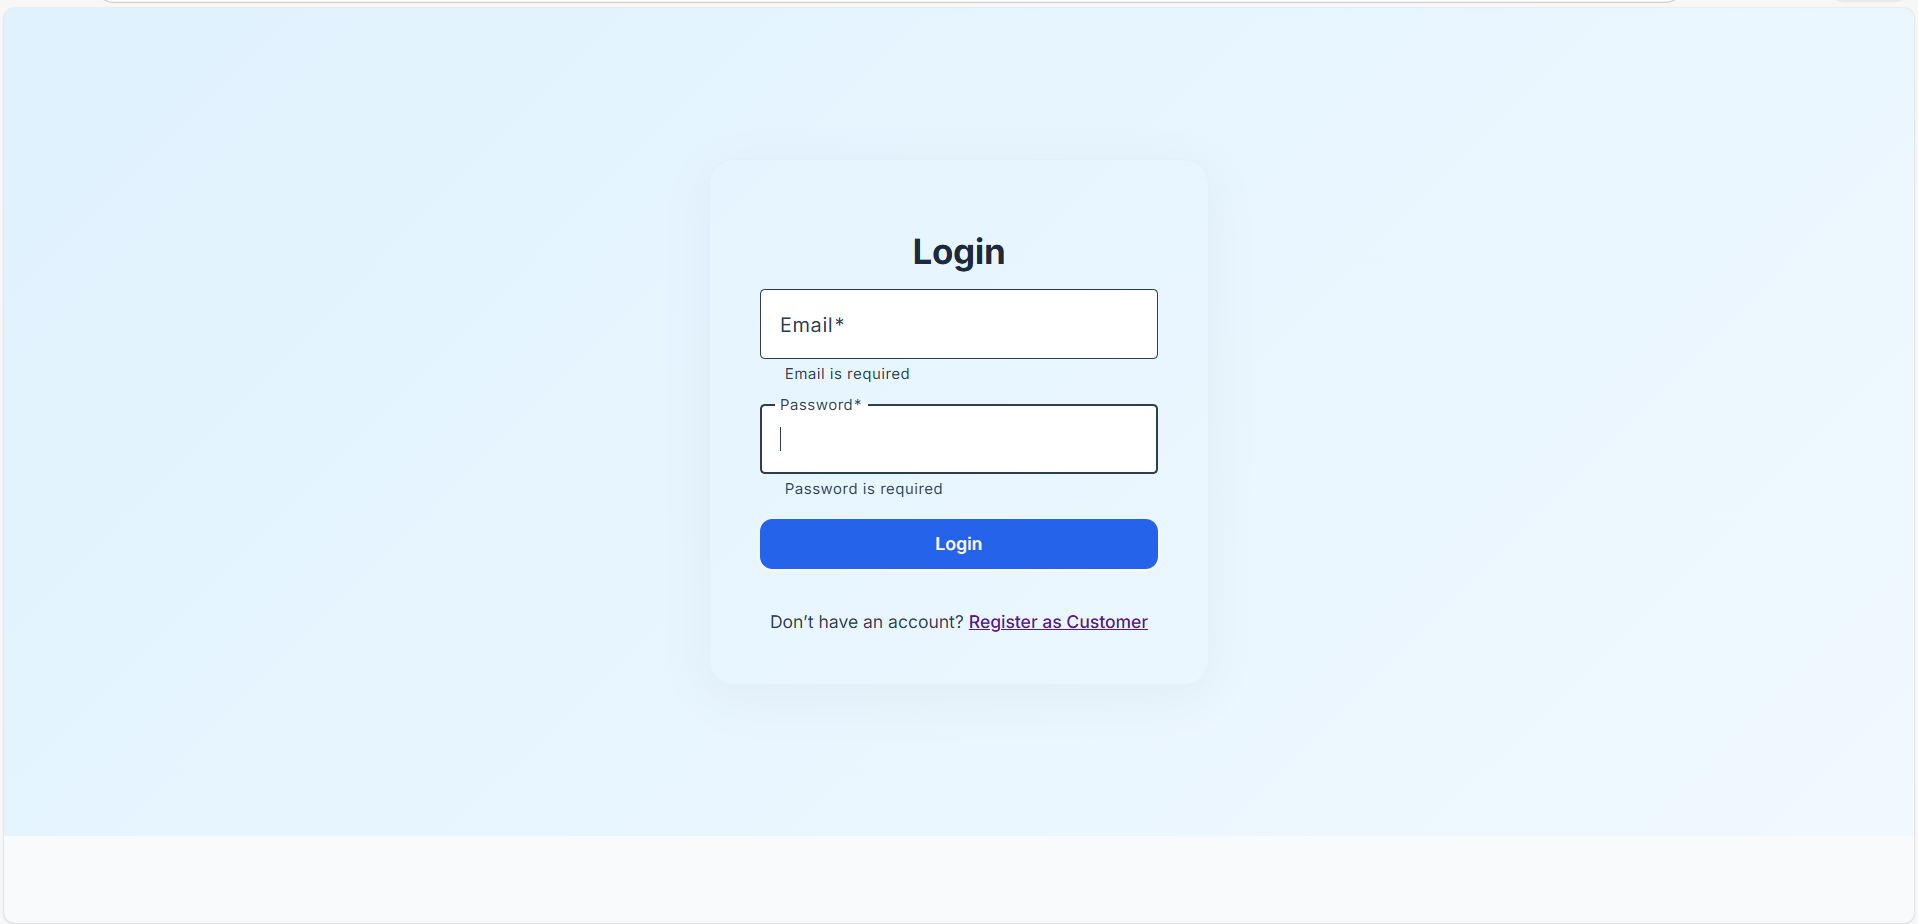 Login
Email*
Email is required
Password*
Password is required
Login
Don’t have an account? Register as Customer